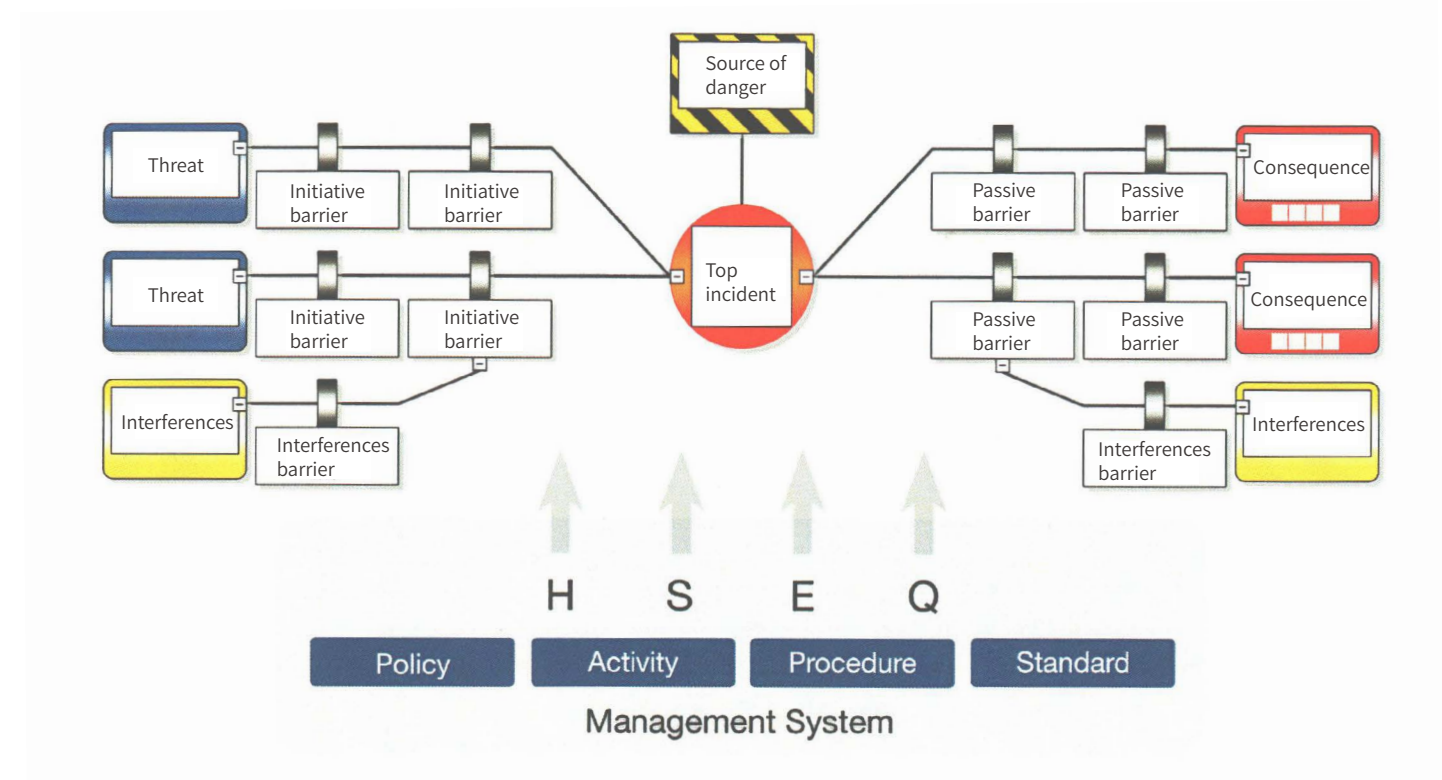 Source of
danger
Threat
Initiative
barrier
Initiative
barrier
Passive
barrier
Passive
barrier
Consequence
Threat
Initiative
barrier
Initiative
barrier
Top
incident
Passive
barrier
Passive
barrier
Consequence
Interferences
Interferences
barrier
Interferences
barrier
Interferences
H S E Q
Policy Activity Procedure Standard
Management System